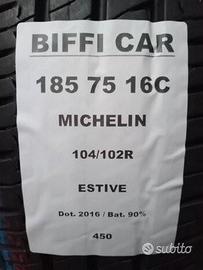 BIFFI CAR
185 75 16C
MICHELIN
104/102R
ESTIVE
Dot. 2016 / Bat. 90%
450
subito